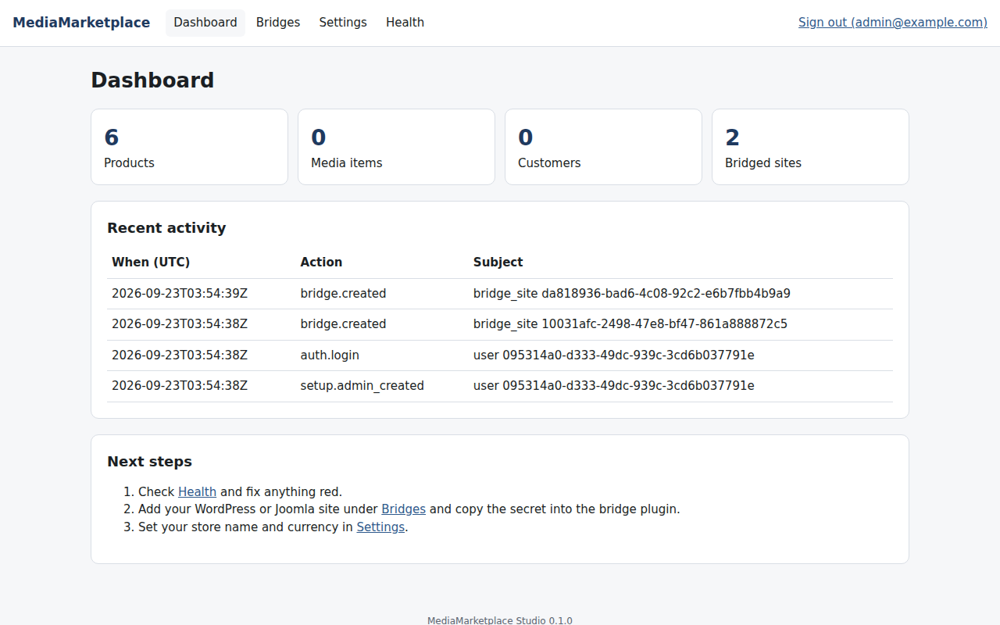 MediaMarketplace Dashboard Bridges Settings Health Sign out (admin@example.com)
Dashboard
6 0 0 2
Products Media items Customers Bridged sites
Recent activity
When (UTC) Action Subject
2026-09-23T03:54:39Z bridge.created bridge_site da818936-bad6-4c08-92c2-e6b7fbb4b9a9
2026-09-23T03:54:38Z bridge.created bridge_site 10031afc-2498-47e8-bf47-861a888872c5
2026-09-23T03:54:38Z auth.login user 095314a0-d333-49dc-939c-3cd6b037791e
2026-09-23T03:54:38Z setup.admin_created user 095314a0-d333-49dc-939c-3cd6b037791e
Next steps
1. Check Health and fix anything red.
2. Add your WordPress or Joomla site under Bridges and copy the secret into the bridge plugin.
3. Set your store name and currency in Settings.
MediaMarketplace Studio 0.1.0